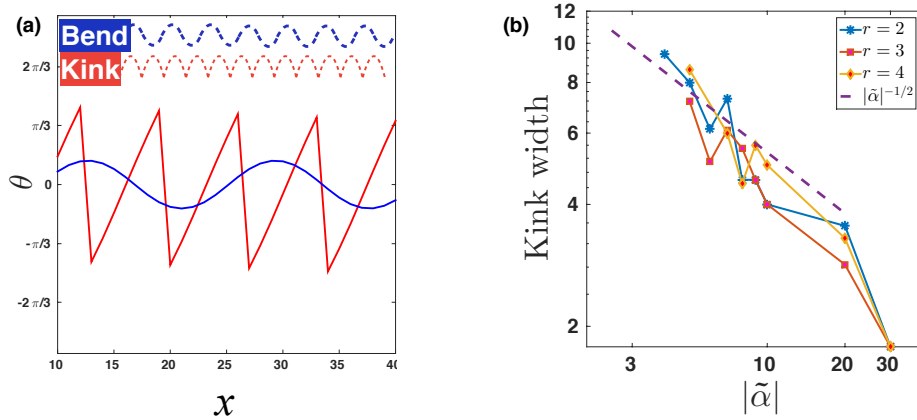 (a)
Bend
Kink
2π/3
π/3
0
-π/3
-2π/3
θ
10 15 20 25 30 35 40
x
(b)
12
10
8
6
4
2
Kink width
3 10 20 30
|α̃|
r = 2
r = 3
r = 4
|α̃|^{-1/2}